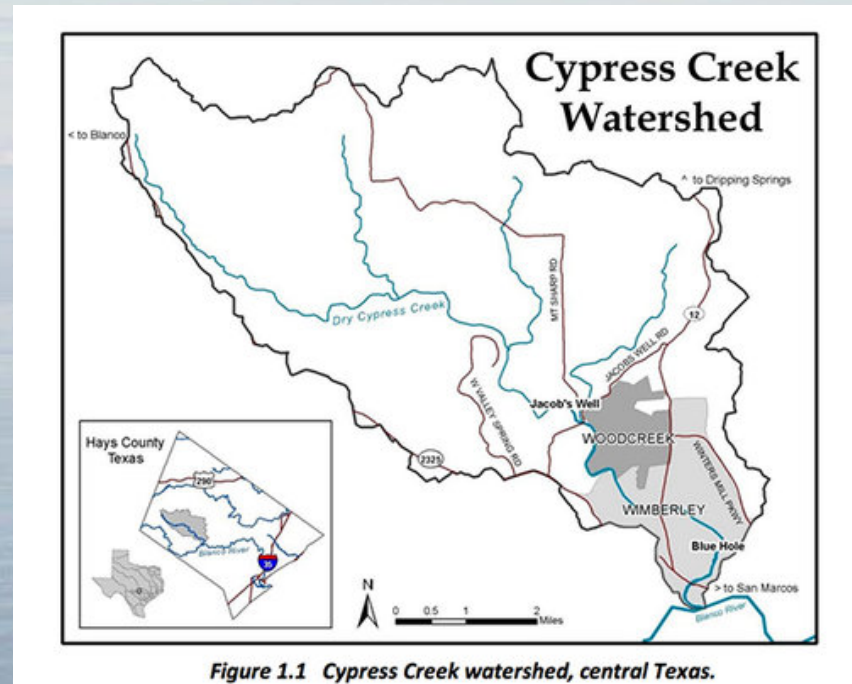 Cypress Creek
Watershed
< to Blanco
^ to Dripping Springs
MT SHARP RD
Dry Cypress Creek
12
JACOBS WELL RD
W VALLEY SPRING RD
Jacob's Well
WOODCREEK
2325
WINTERS MILL PKWY
WIMBERLEY
Blue Hole
> to San Marcos
Blanco River
Hays County
Texas
290
Blanco River
35
N
0 0.5 1 2
Miles
Figure 1.1 Cypress Creek watershed, central Texas.